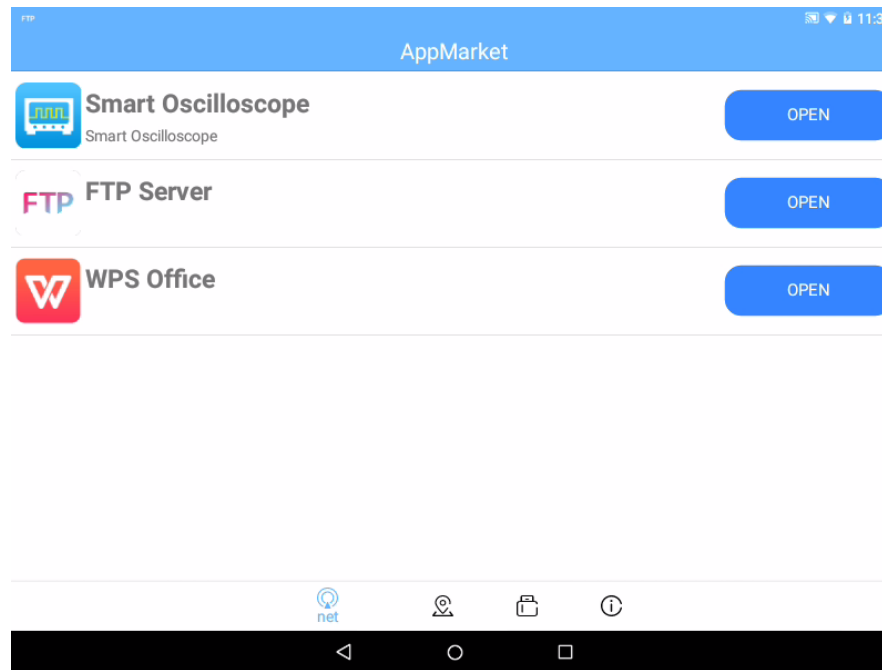 FTP
11:3
AppMarket
Smart Oscilloscope
Smart Oscilloscope
OPEN
FTP
FTP Server
OPEN
WPS Office
OPEN
net